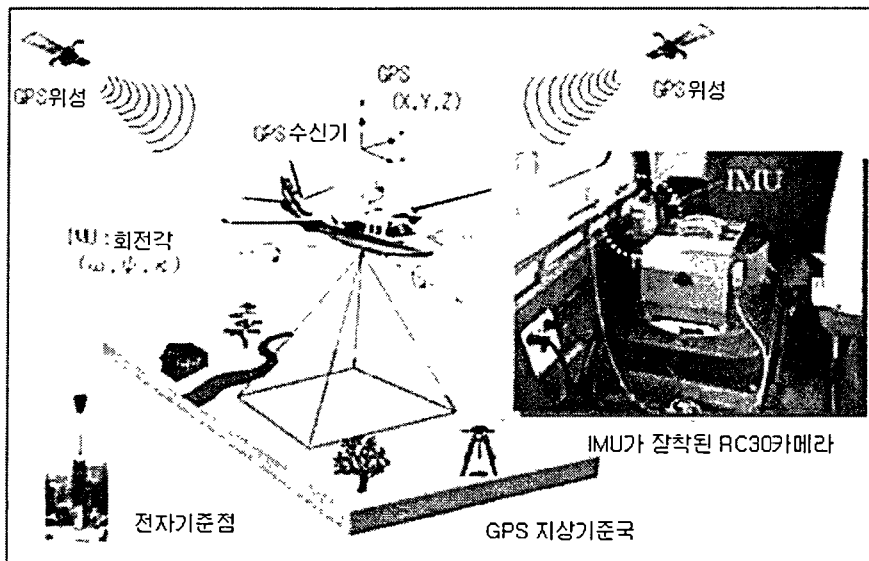 GPS위성
GPS
(X,Y,Z)
GPS위성
GPS수신기
IMU
IMU:회전각
(ω,ψ,κ)
IMU가 장착된 RC30카메라
전자기준점
GPS 지상기준국